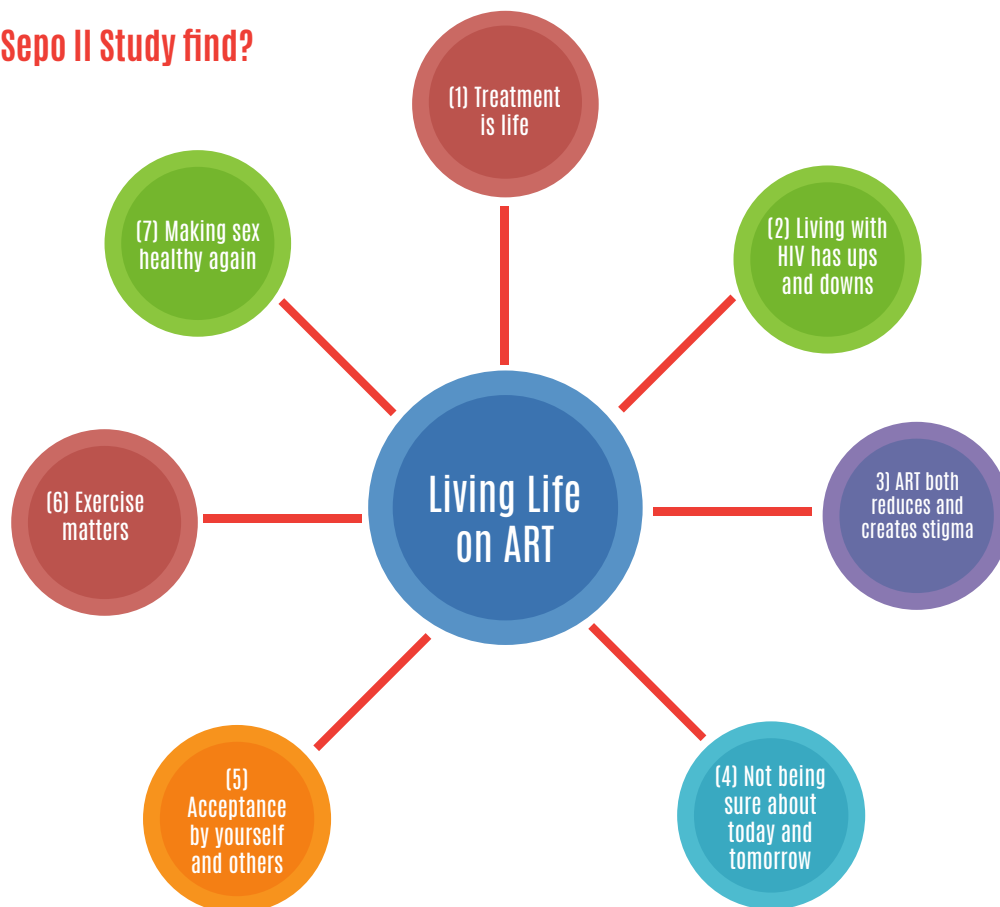 Sepo II Study find?
(1) Treatment
is life
(2) Living with
HIV has ups
and downs
3) ART both
reduces and
creates stigma
(4) Not being
sure about
today and
tomorrow
(5)
Acceptance
by yourself
and others
(6) Exercise
matters
(7) Making sex
healthy again
Living Life
on ART